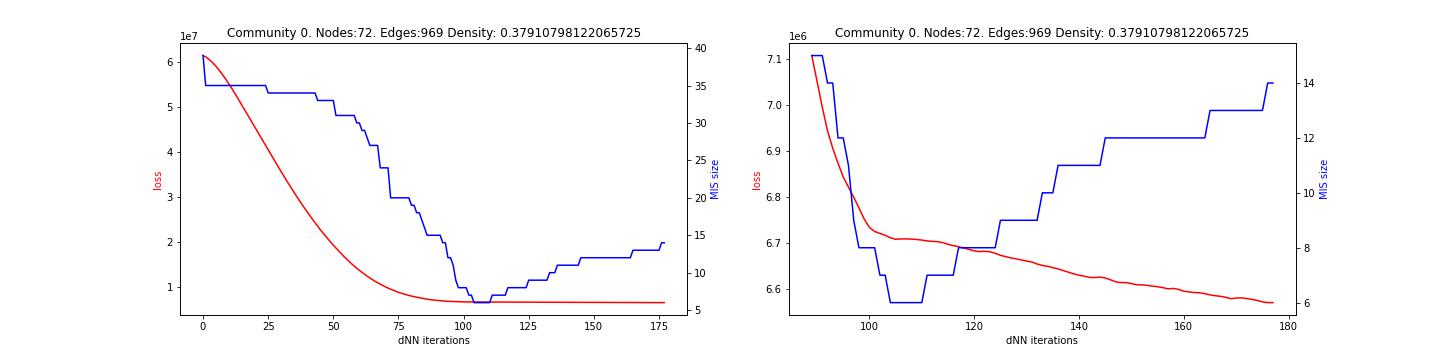 Community 0. Nodes:72. Edges:969 Density: 0.37910798122065725
1e7
6
5
4
3
2
1
loss
40
35
30
25
20
15
10
5
MIS size
0 25 50 75 100 125 150 175
dNN iterations
Community 0. Nodes:72. Edges:969 Density: 0.37910798122065725
1e6
7.1
7.0
6.9
6.8
6.7
6.6
loss
14
12
10
8
6
MIS size
100 120 140 160 180
dNN iterations